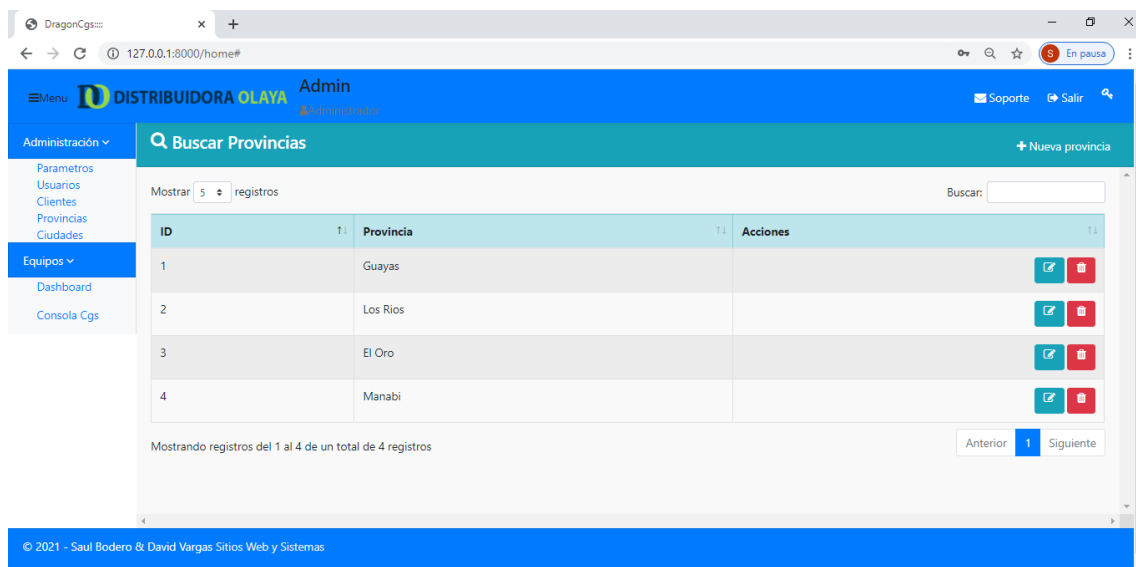 DragonCgs::::
127.0.0.1:8000/home#
S En pausa
Menu DISTRIBUIDORA OLAYA Admin
Administrador
Soporte Salir
Administración
Parametros
Usuarios
Clientes
Provincias
Ciudades
Equipos
Dashboard
Consola Cgs
Buscar Provincias
Nueva provincia
Mostrar 5 registros
Buscar:
ID Provincia Acciones
1 Guayas
2 Los Rios
3 El Oro
4 Manabi
Mostrando registros del 1 al 4 de un total de 4 registros
Anterior 1 Siguiente
© 2021 - Saul Bodero & David Vargas Sitios Web y Sistemas